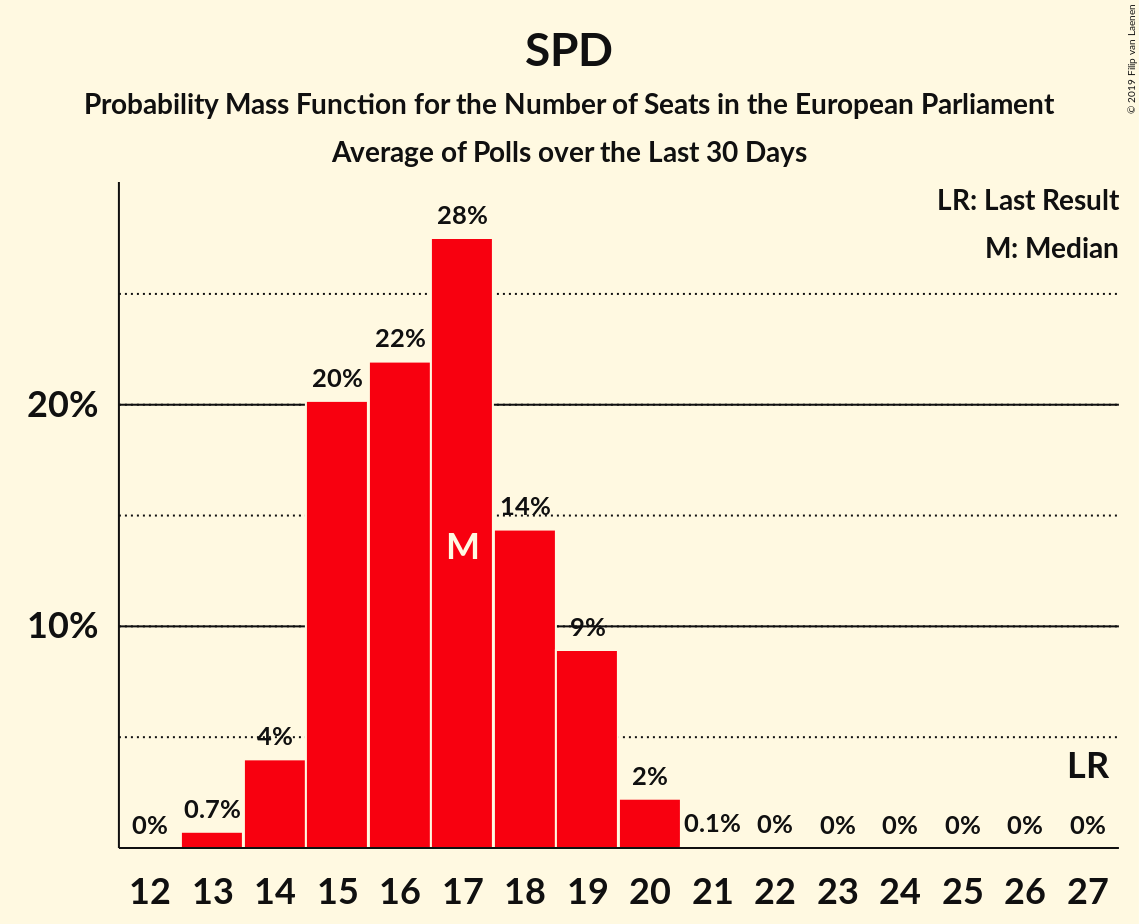 SPD
Probability Mass Function for the Number of Seats in the European Parliament
Average of Polls over the Last 30 Days
© 2019 Filip van Laenen
LR: Last Result
M: Median
28%
22%
20%
20%
14%
M
10%
9%
4%
LR
2%
0.7%
0% 0.1% 0% 0% 0% 0% 0% 0%
12 13 14 15 16 17 18 19 20 21 22 23 24 25 26 27